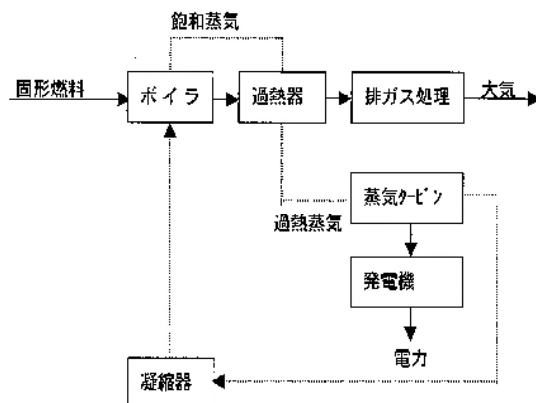 飽和蒸気
固形燃料
ボイラ
過熱器
排ガス処理
大気
過熱蒸気
蒸気タービン
発電機
電力
凝縮器